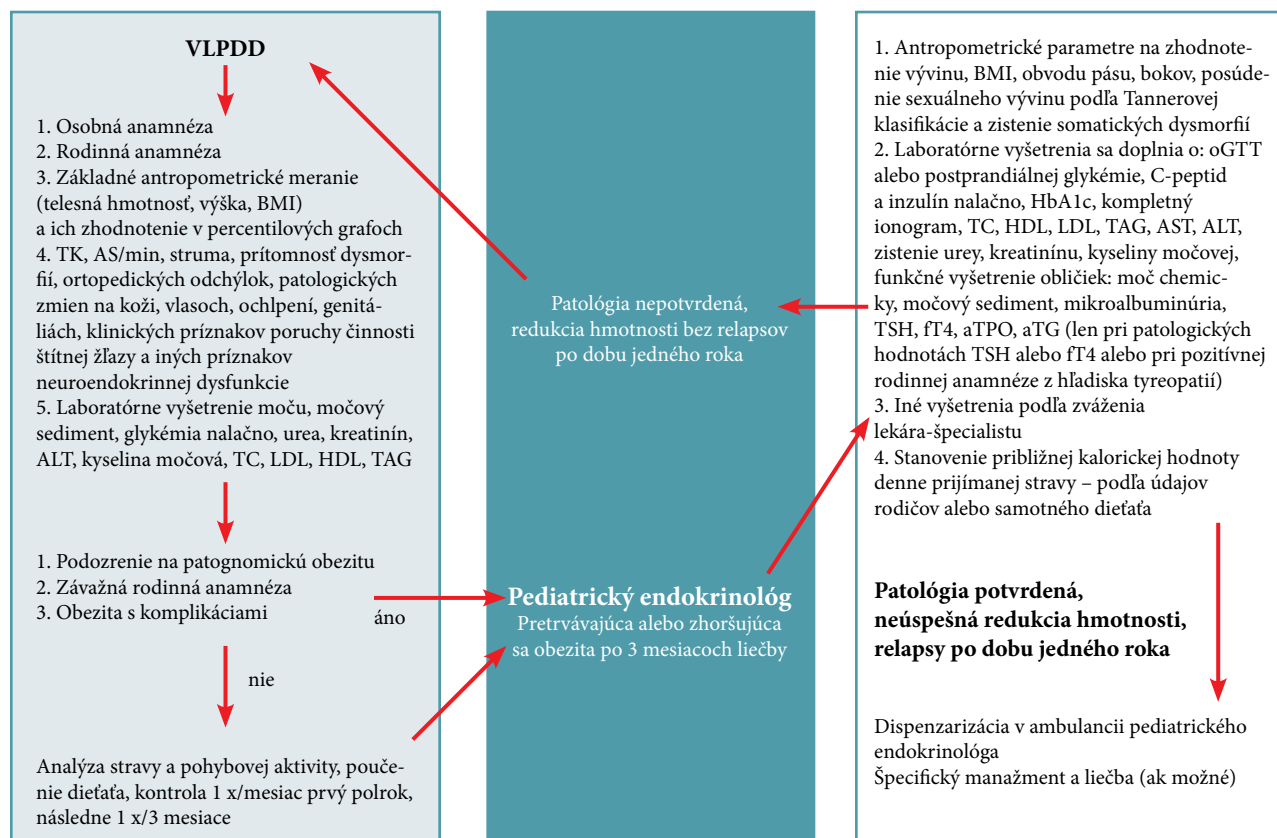 VLPDD
1. Osobná anamnéza
2. Rodinná anamnéza
3. Základné antropometrické meranie
(telesná hmotnosť, výška, BMI)
a ich zhodnotenie v percentilových grafoch
4. TK, AS/min, struma, prítomnosť dysmor-
fií, ortopedických odchýlok, patologických
zmien na koži, vlasoch, ochlpení, genitá-
liách, klinických príznakov poruchy činnosti
štítnej žľazy a iných príznakov
neuroendokrinnej dysfunkcie
5. Laboratórne vyšetrenie moču, močový
sediment, glykémia nalačno, urea, kreatinín,
ALT, kyselina močová, TC, LDL, HDL, TAG
1. Podozrenie na patognomickú obezitu
2. Závažná rodinná anamnéza
3. Obezita s komplikáciami
áno
nie
Analýza stravy a pohybovej aktivity, pouče-
nie dieťaťa, kontrola 1 x/mesiac prvý polrok,
následne 1 x/3 mesiace
Patológia nepotvrdená,
redukcia hmotnosti bez relapsov
po dobu jedného roka
Pediatrický endokrinológ
Pretrvávajúca alebo zhoršujúca
sa obezita po 3 mesiacoch liečby
1. Antropometrické parametre na zhodnote-
nie vývinu, BMI, obvodu pásu, bokov, posúde-
nie sexuálneho vývinu podľa Tannerovej
klasifikácie a zistenie somatických dysmorfií
2. Laboratórne vyšetrenia sa doplnia o: oGTT
alebo postprandiálnej glykémie, C-peptid
a inzulín nalačno, HbA1c, kompletný
ionogram, TC, HDL, LDL, TAG, AST, ALT,
zistenie urey, kreatinínu, kyseliny močovej,
funkčné vyšetrenie obličiek: moč chemic-
ky, močový sediment, mikroalbuminúria,
TSH, fT4, aTPO, aTG (len pri patologických
hodnotách TSH alebo fT4 alebo pri pozitívnej
rodinnej anamnéze z hľadiska tyreopatií)
3. Iné vyšetrenia podľa zváženia
lekára-špecialistu
4. Stanovenie približnej kalorickej hodnoty
denne prijímanej stravy – podľa údajov
rodičov alebo samotného dieťaťa
Patológia potvrdená,
neúspešná redukcia hmotnosti,
relapsy po dobu jedného roka
Dispenzarizácia v ambulancii pediatrického
endokrinológa
Špecifický manažment a liečba (ak možné)